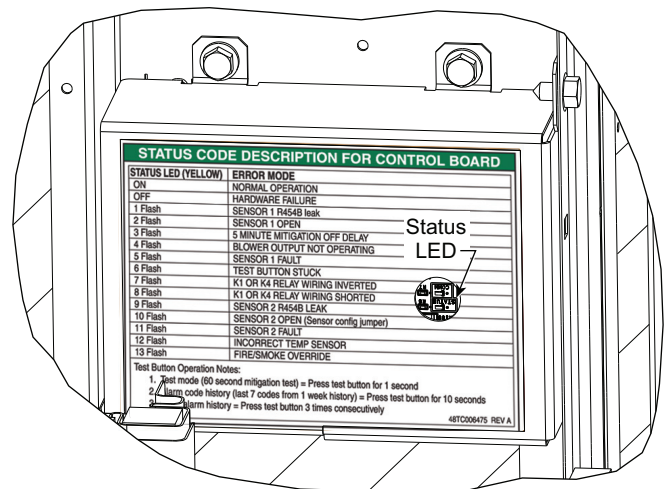 STATUS CODE DESCRIPTION FOR CONTROL BOARD
STATUS LED (YELLOW) ERROR MODE
ON NORMAL OPERATION
OFF HARDWARE FAILURE
1 Flash SENSOR 1 R454B leak
2 Flash SENSOR 1 OPEN
3 Flash 5 MINUTE MITIGATION OFF DELAY
4 Flash BLOWER OUTPUT NOT OPERATING
5 Flash SENSOR 1 FAULT
6 Flash TEST BUTTON STUCK
7 Flash K1 OR K4 RELAY WIRING INVERTED
8 Flash K1 OR K4 RELAY WIRING SHORTED
9 Flash SENSOR 2 R454B LEAK
10 Flash SENSOR 2 OPEN (Sensor config jumper)
11 Flash SENSOR 2 FAULT
12 Flash INCORRECT TEMP SENSOR
13 Flash FIRE/SMOKE OVERRIDE
Status
LED
STATUS
Test Button Operation Notes:
1. Test mode (60 second mitigation test) = Press test button for 1 second
2. code history (last 7 codes from 1 week history) = Press test button for 10 seconds
alarm history = Press test button 3 times consecutively
48TC006475 REV A